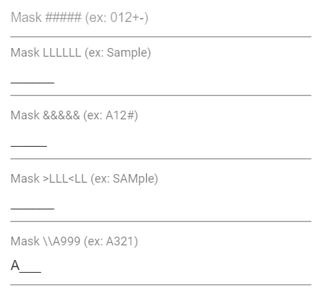 Mask ##### (ex: 012+-)
Mask LLLLLL (ex: Sample)
______
Mask &&&&& (ex: A12#)
_____
Mask >LLL<LL (ex: SAMple)
______
Mask \\A999 (ex: A321)
A___